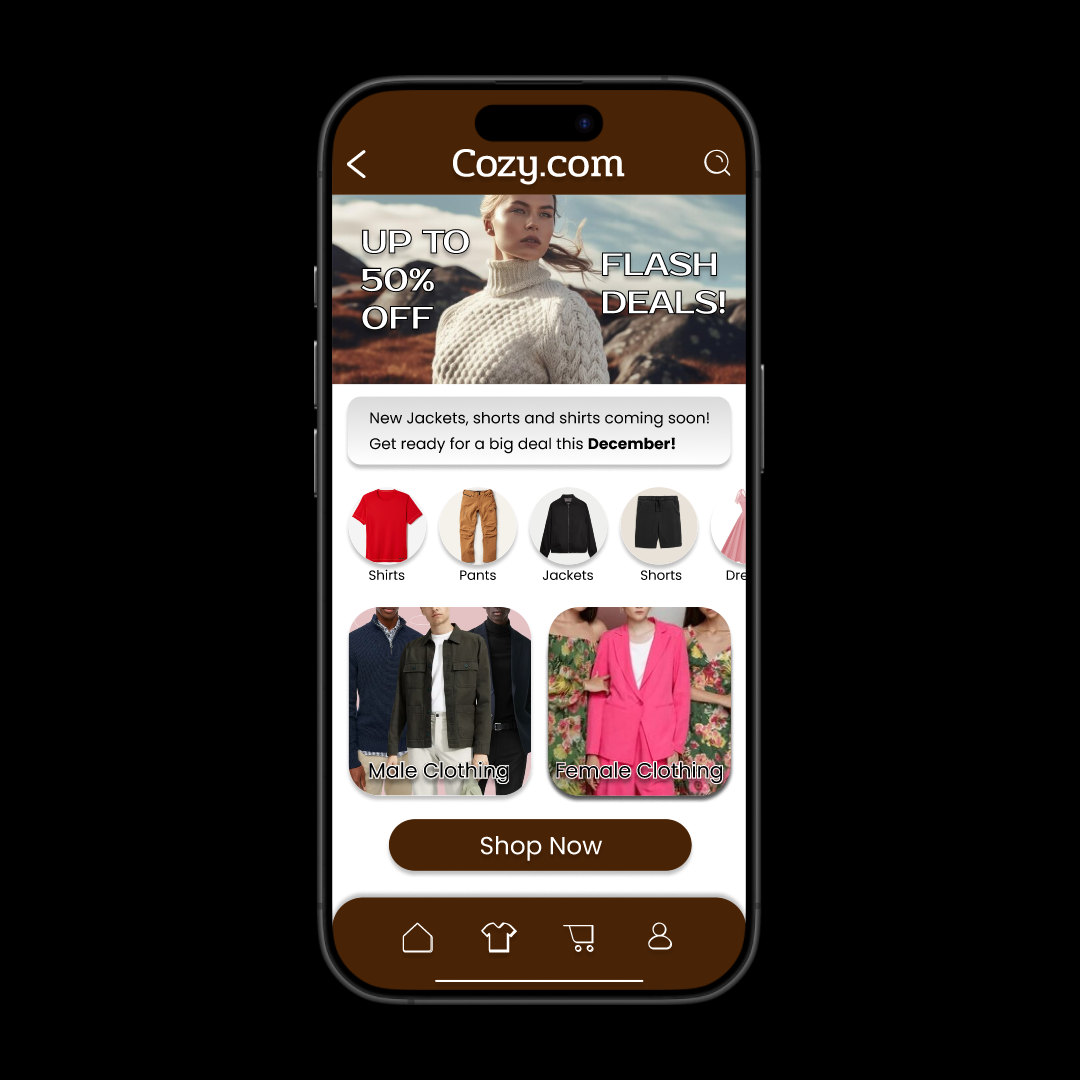 Cozy.com
UP TO
50%
OFF
FLASH
DEALS!
New Jackets, shorts and shirts coming soon!
Get ready for a big deal this December!
Shirts
Pants
Jackets
Shorts
Dre
Male Clothing
Female Clothing
Shop Now